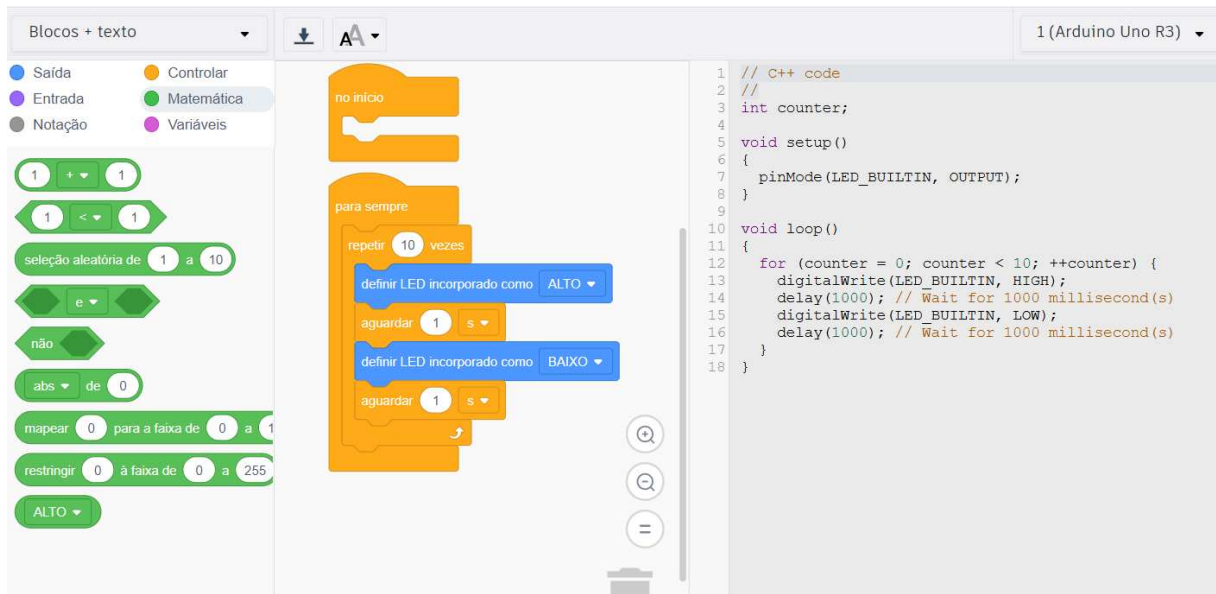 Blocos + texto
AA
1 (Arduino Uno R3)
Saída
Controlar
Entrada
Matemática
Notação
Variáveis
1 + 1
1 < 1
seleção aleatória de 1 a 10
e
não
abs de 0
mapear 0 para a faixa de 0 a 1
restringir 0 à faixa de 0 a 255
ALTO
no início
para sempre
repetir 10 vezes
definir LED incorporado como ALTO
aguardar 1 s
definir LED incorporado como BAIXO
aguardar 1 s
=
1 // C++ code
2 //
3 int counter;
4
5 void setup()
6 {
7 pinMode(LED_BUILTIN, OUTPUT);
8 }
9
10 void loop()
11 {
12 for (counter = 0; counter < 10; ++counter) {
13 digitalWrite(LED_BUILTIN, HIGH);
14 delay(1000); // Wait for 1000 millisecond(s)
15 digitalWrite(LED_BUILTIN, LOW);
16 delay(1000); // Wait for 1000 millisecond(s)
17 }
18 }